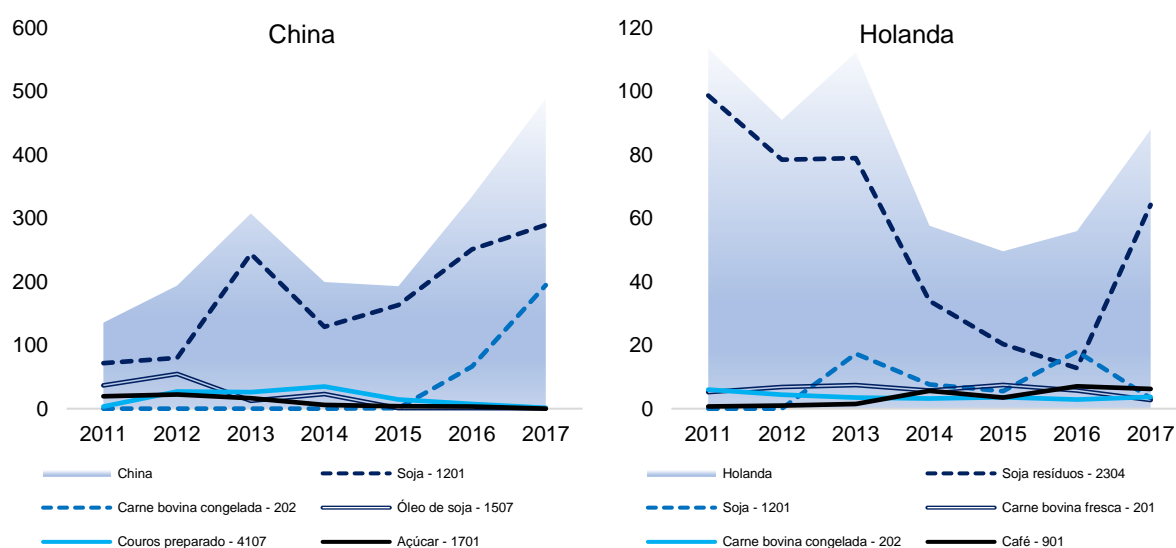 China
600
500
400
300
200
100
0
2011 2012 2013 2014 2015 2016 2017
China Soja - 1201
Carne bovina congelada - 202 Óleo de soja - 1507
Couros preparado - 4107 Açúcar - 1701
Holanda
120
100
80
60
40
20
0
2011 2012 2013 2014 2015 2016 2017
Holanda Soja resíduos - 2304
Soja - 1201 Carne bovina fresca - 201
Carne bovina congelada - 202 Café - 901